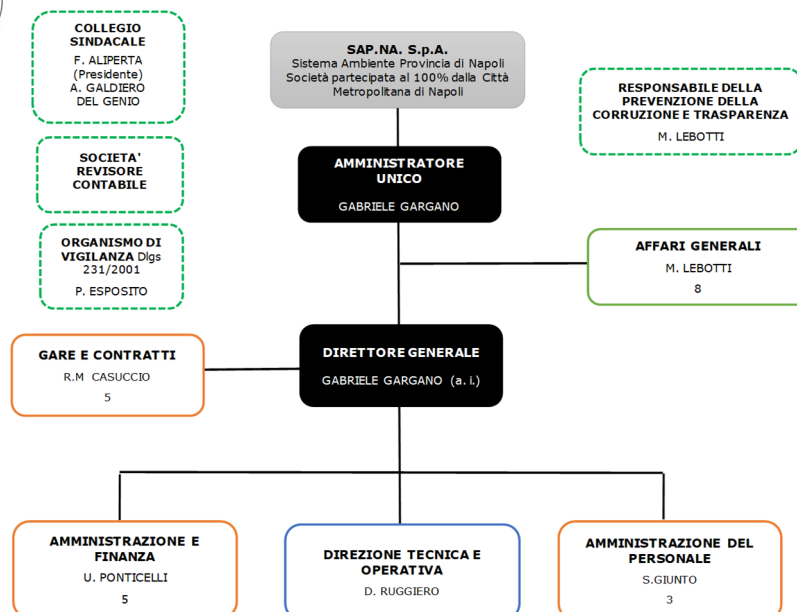 COLLEGIO
SINDACALE
F. ALIPERTA
(Presidente)
A. GALDIERO
DEL GENIO
SAP.NA. S.p.A.
Sistema Ambiente Provincia di Napoli
Società partecipata al 100% dalla Città
Metropolitana di Napoli
RESPONSABILE DELLA
PREVENZIONE DELLA
CORRUZIONE E TRASPARENZA
M. LEBOTTI
SOCIETA'
REVISORE
CONTABILE
AMMINISTRATORE
UNICO
GABRIELE GARGANO
ORGANISMO DI
VIGILANZA Dlgs
231/2001
P. ESPOSITO
AFFARI GENERALI
M. LEBOTTI
8
GARE E CONTRATTI
R.M CASUCCIO
5
DIRETTORE GENERALE
GABRIELE GARGANO (a. i.)
AMMINISTRAZIONE E
FINANZA
U. PONTICELLI
5
DIREZIONE TECNICA E
OPERATIVA
D. RUGGIERO
AMMINISTRAZIONE DEL
PERSONALE
S.GIUNTO
3